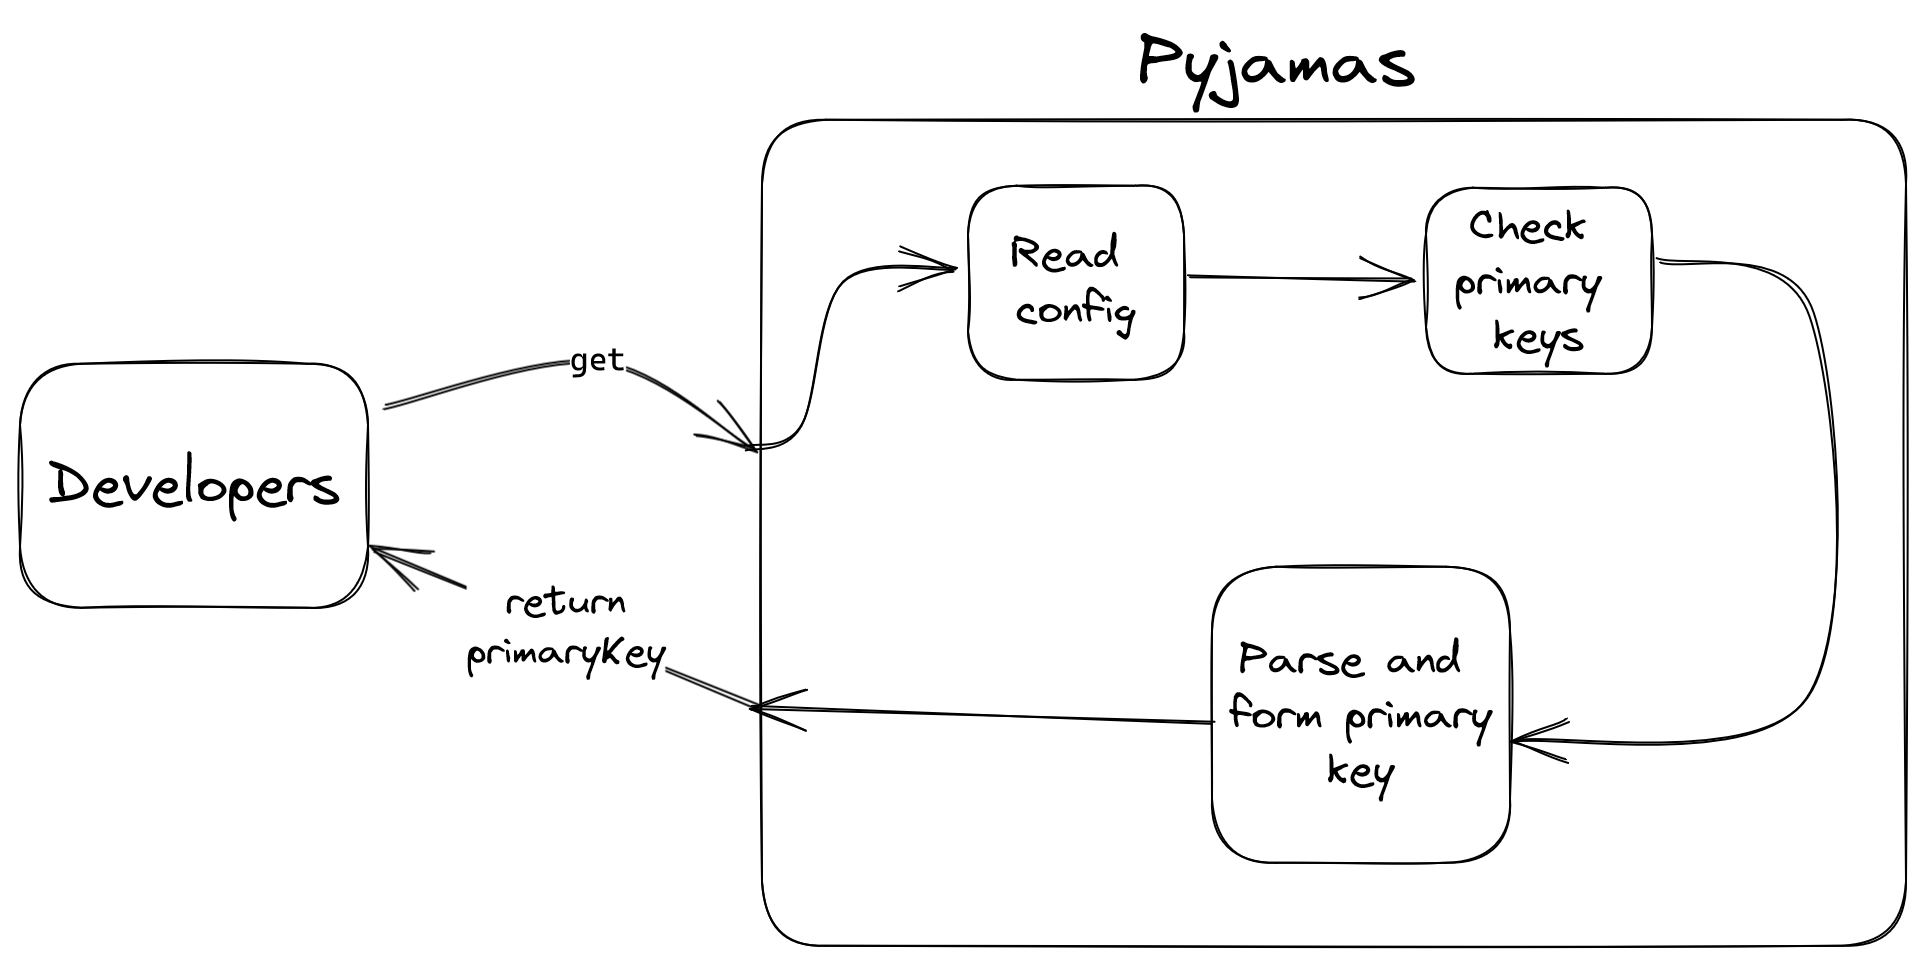 Pyjamas
Read
config
Check
primary
keys
get
Developers
return
primaryKey
Parse and
form primary
key